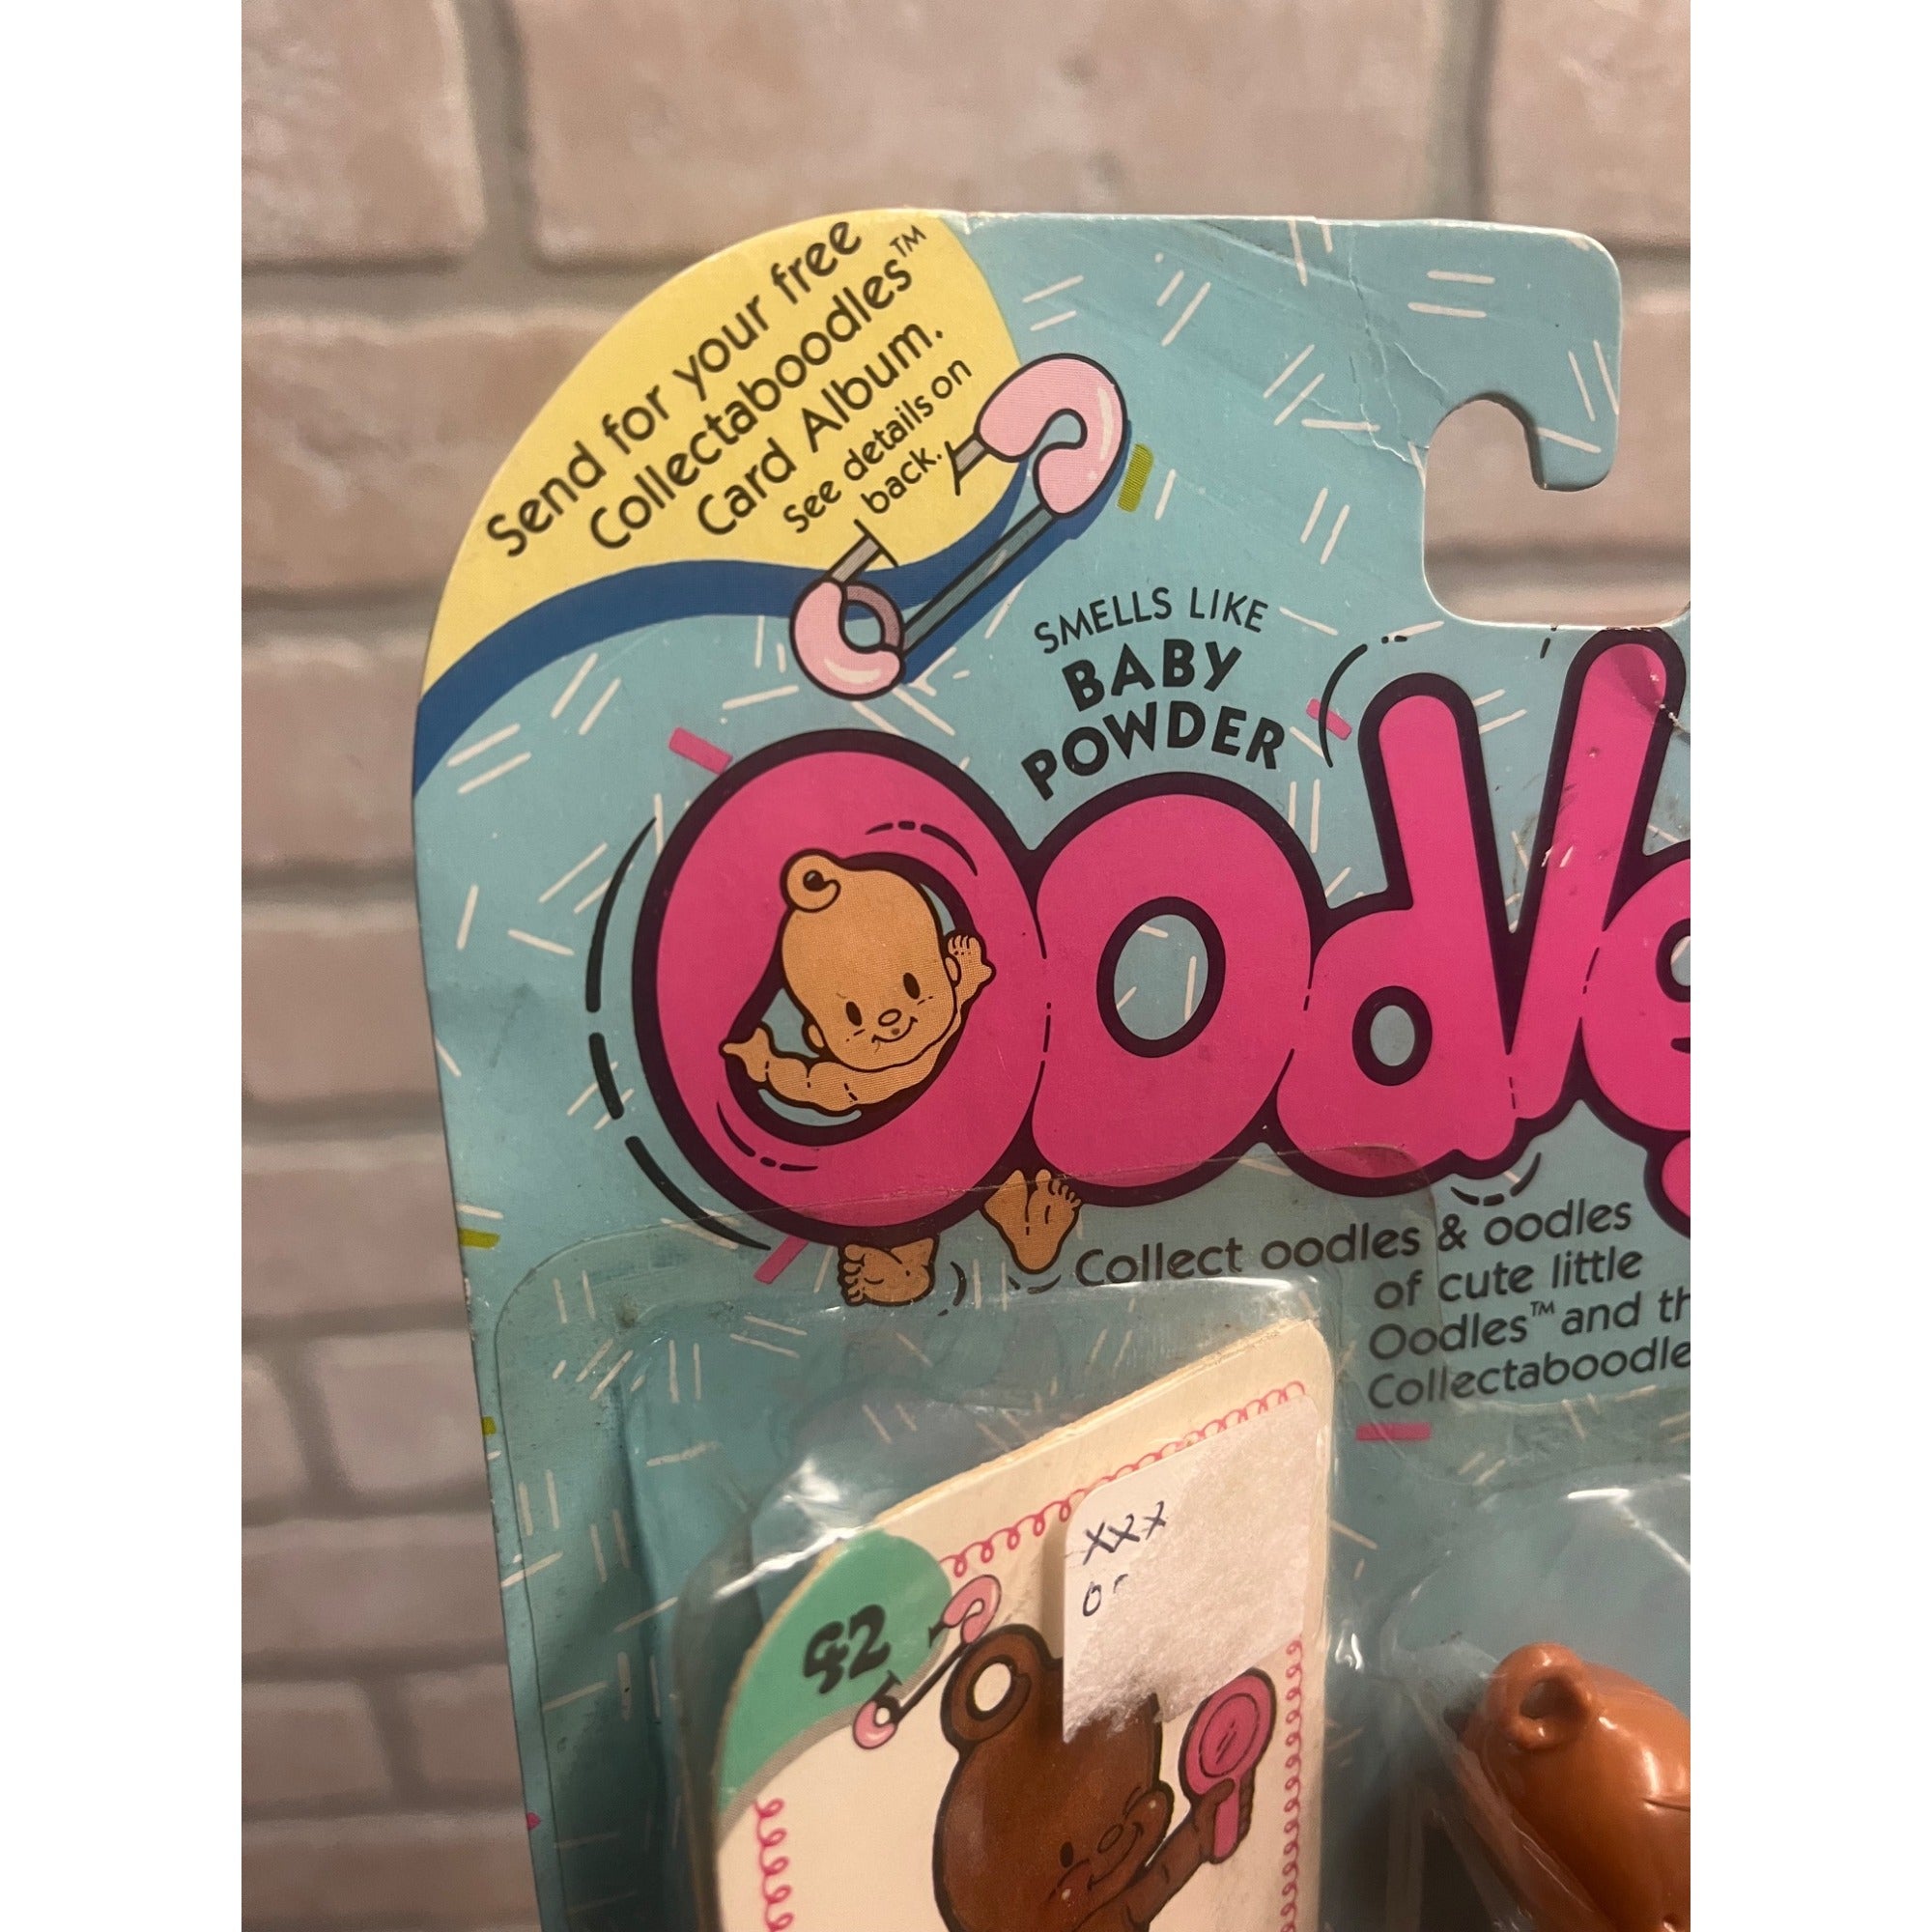 Send for your free
Collectaboodles™
Card Album.
See details on
back.
SMELLS LIKE
BABY
POWDER
Oodles
Collect oodles & oodles
of cute little
Oodles™ and
Collectaboodle
xxx
42